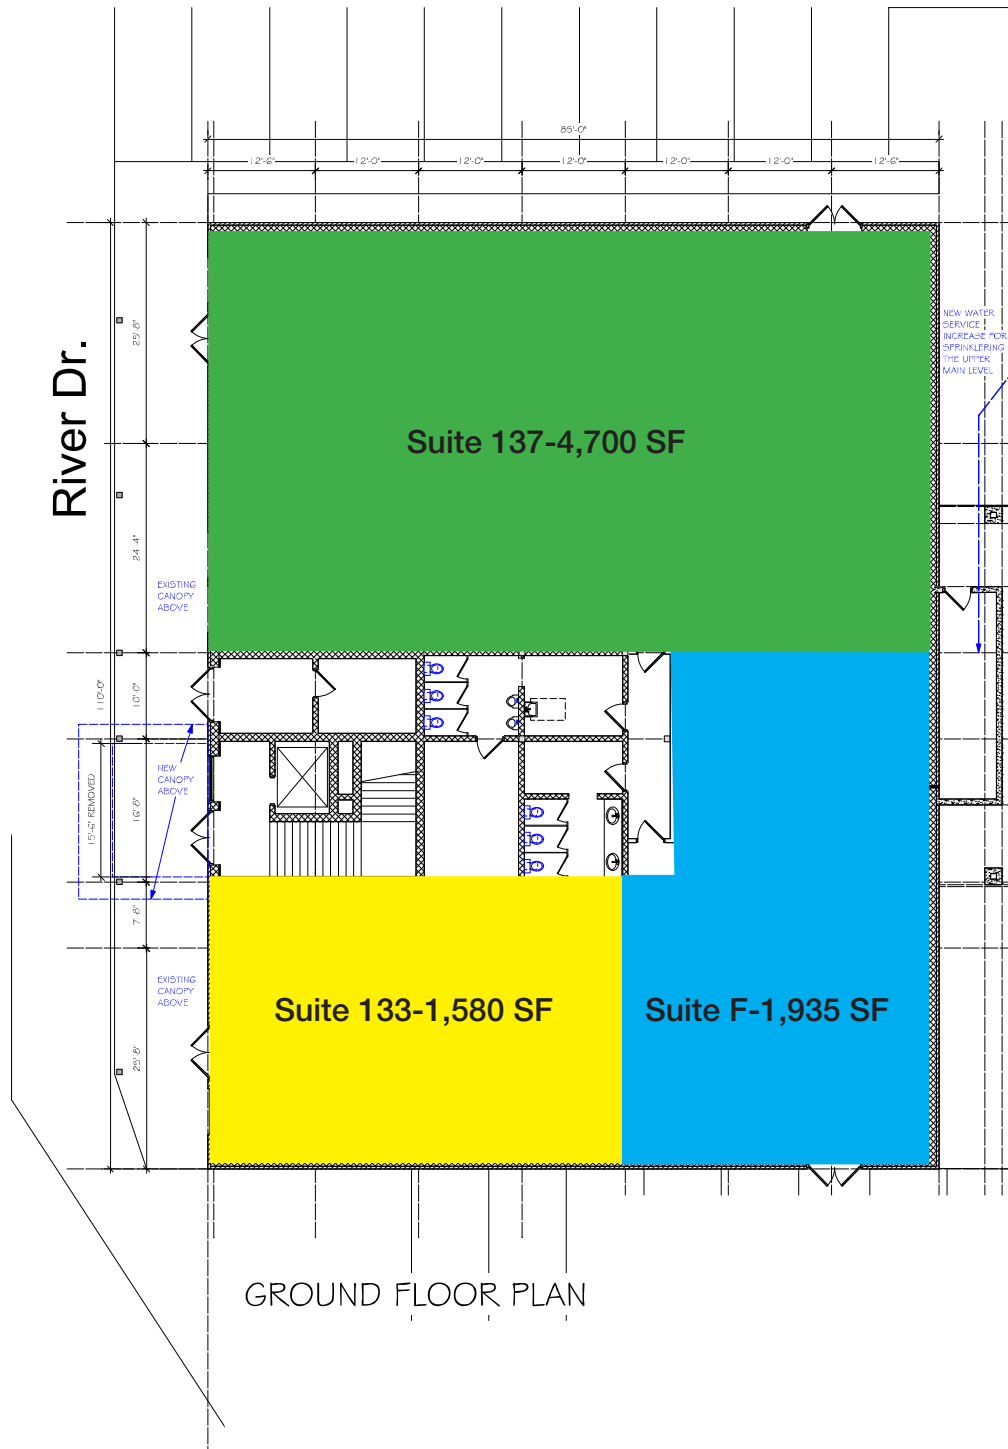 85'-0"
12'-6" 12'-0" 12'-0" 12'-0" 12'-0" 12'-0" 12'-6"
River Dr.
25'-8"
24'-4"
10'-0"
110'-0"
16'-8"
15'-6" REMOVED
7'-8"
25'-8"
NEW WATER
SERVICE
INCREASE FOR
SPRINKLERING
THE UPPER
MAIN LEVEL
Suite 137-4,700 SF
EXISTING
CANOPY
ABOVE
NEW
CANOPY
ABOVE
EXISTING
CANOPY
ABOVE
Suite 133-1,580 SF
Suite F-1,935 SF
GROUND FLOOR PLAN